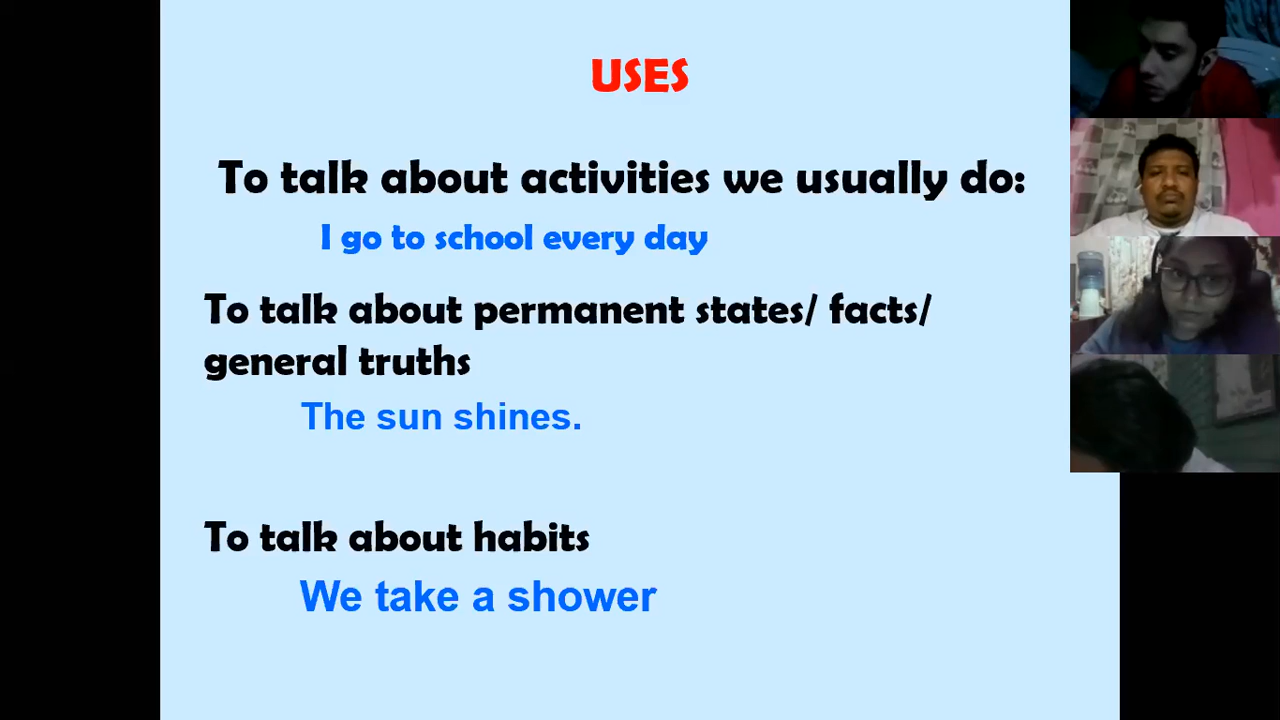 USES
To talk about activities we usually do:
I go to school every day
To talk about permanent states/ facts/
general truths
The sun shines.
To talk about habits
We take a shower